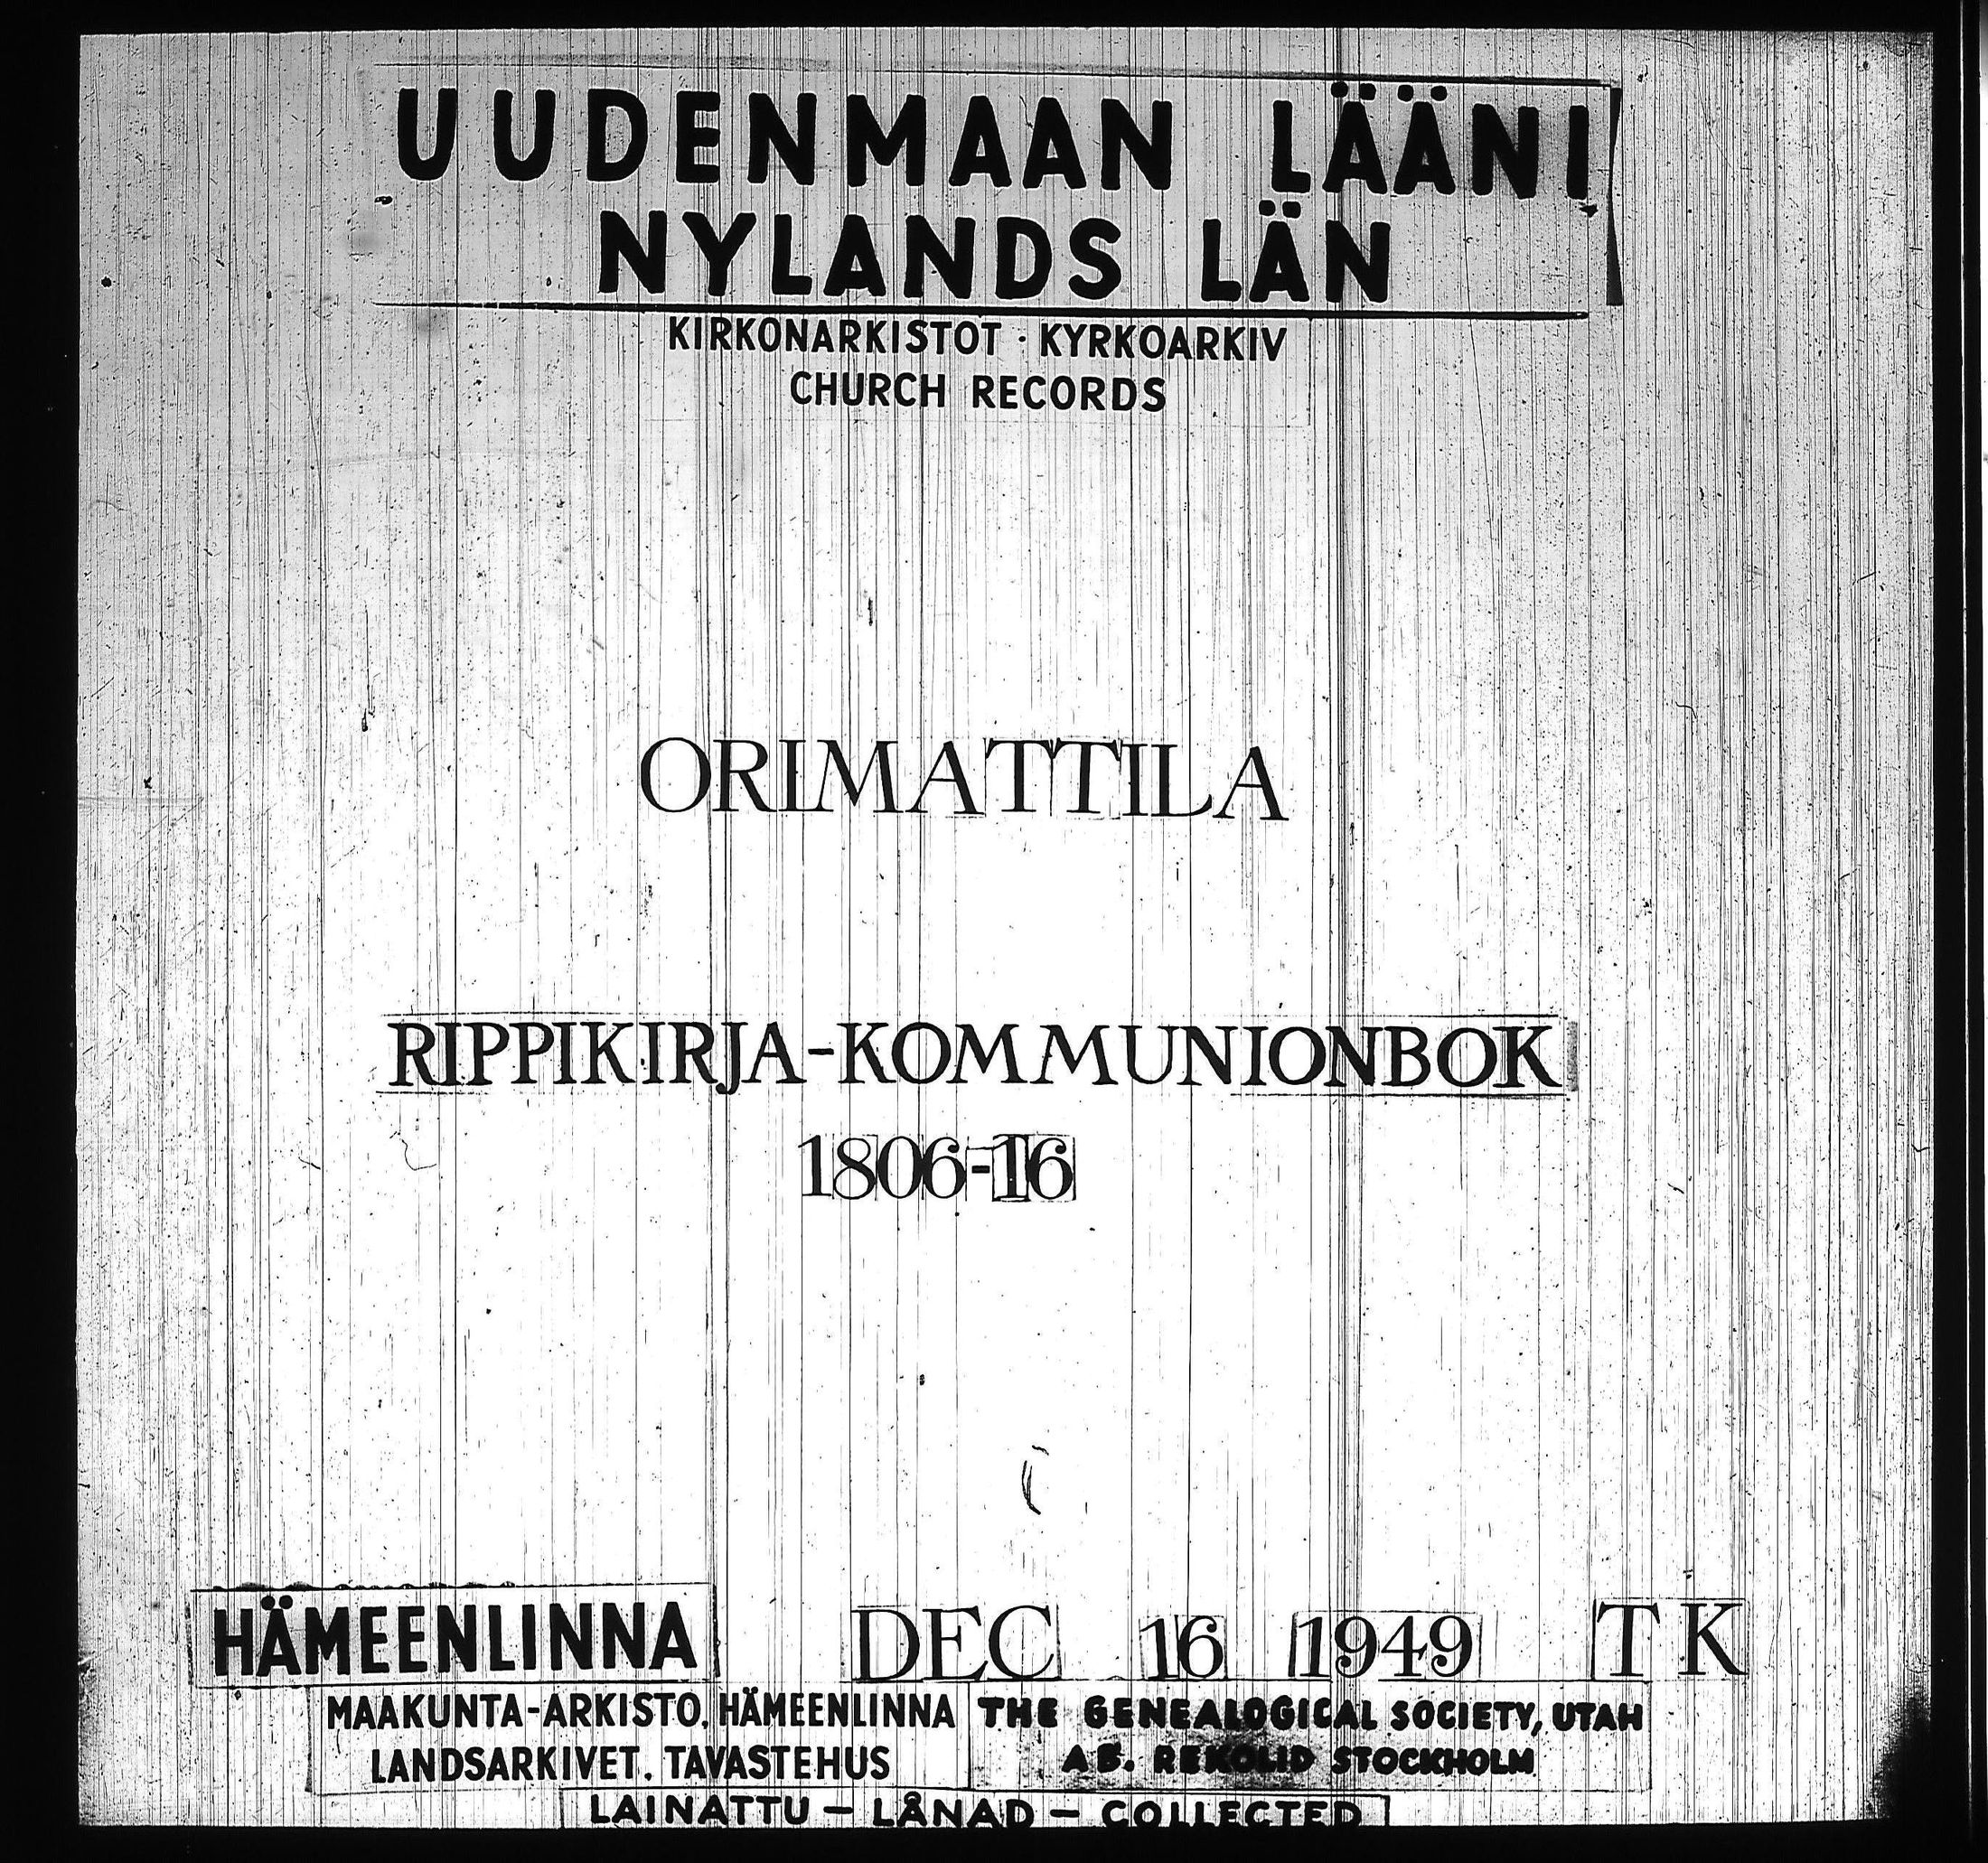 UUDENMAAN LÄÄNI
NYLANDS LÄN
KIRKONARKISTOT · KYRKOARKIV
CHURCH RECORDS
ORIMATTILA
RIPPIKIRJA-KOMMUNIONBOK
1806-16
HÄMEENLINNA DEC 16 1949 TK
MAAKUNTA-ARKISTO, HÄMEENLINNA
LANDSARKIVET. TAVASTEHUS
THE GENEALOGICAL SOCIETY, UTAH
AB. REKOLID STOCKHOLM
LAINATTU – LÅNAD – COLLECTED